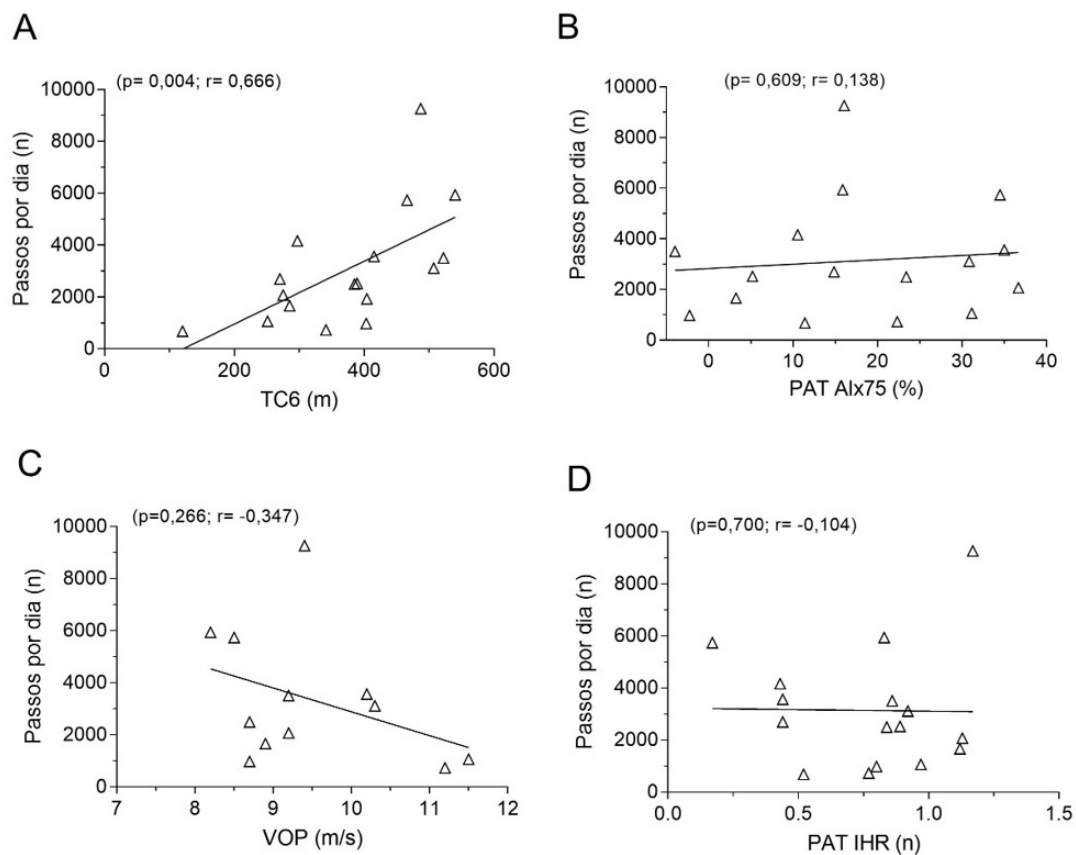 A
(p= 0,004; r= 0,666)
10000
8000
6000
4000
2000
0
Passos por dia (n)
0
200
400
600
TC6 (m)
B
(p= 0,609; r= 0,138)
10000
8000
6000
4000
2000
0
Passos por dia (n)
0
10
20
30
40
PAT AIx75 (%)
C
(p=0,266; r= -0,347)
10000
8000
6000
4000
2000
0
Passos por dia (n)
7
8
9
10
11
12
VOP (m/s)
D
(p=0,700; r= -0,104)
10000
8000
6000
4000
2000
0
Passos por dia (n)
0.0
0.5
1.0
1.5
PAT IHR (n)